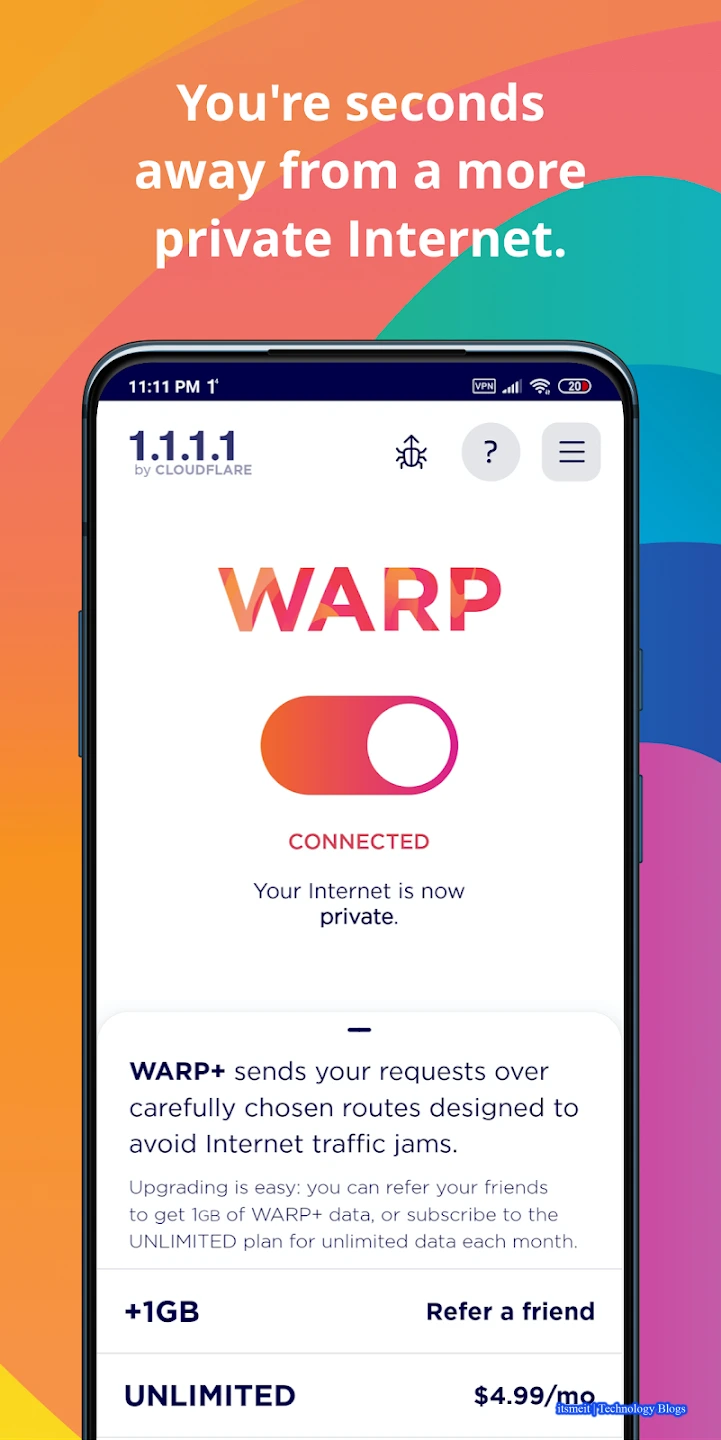 You're seconds
away from a more
private Internet.
11:11 PM 1
VPN 20
1.1.1.1
by CLOUDFLARE
?
WARP
CONNECTED
Your Internet is now
private.
WARP+ sends your requests over
carefully chosen routes designed to
avoid Internet traffic jams.
Upgrading is easy: you can refer your friends
to get 1GB of WARP+ data, or subscribe to the
UNLIMITED plan for unlimited data each month.
+1GB Refer a friend
UNLIMITED $4.99/mo
itsmeit | Technology Blogs